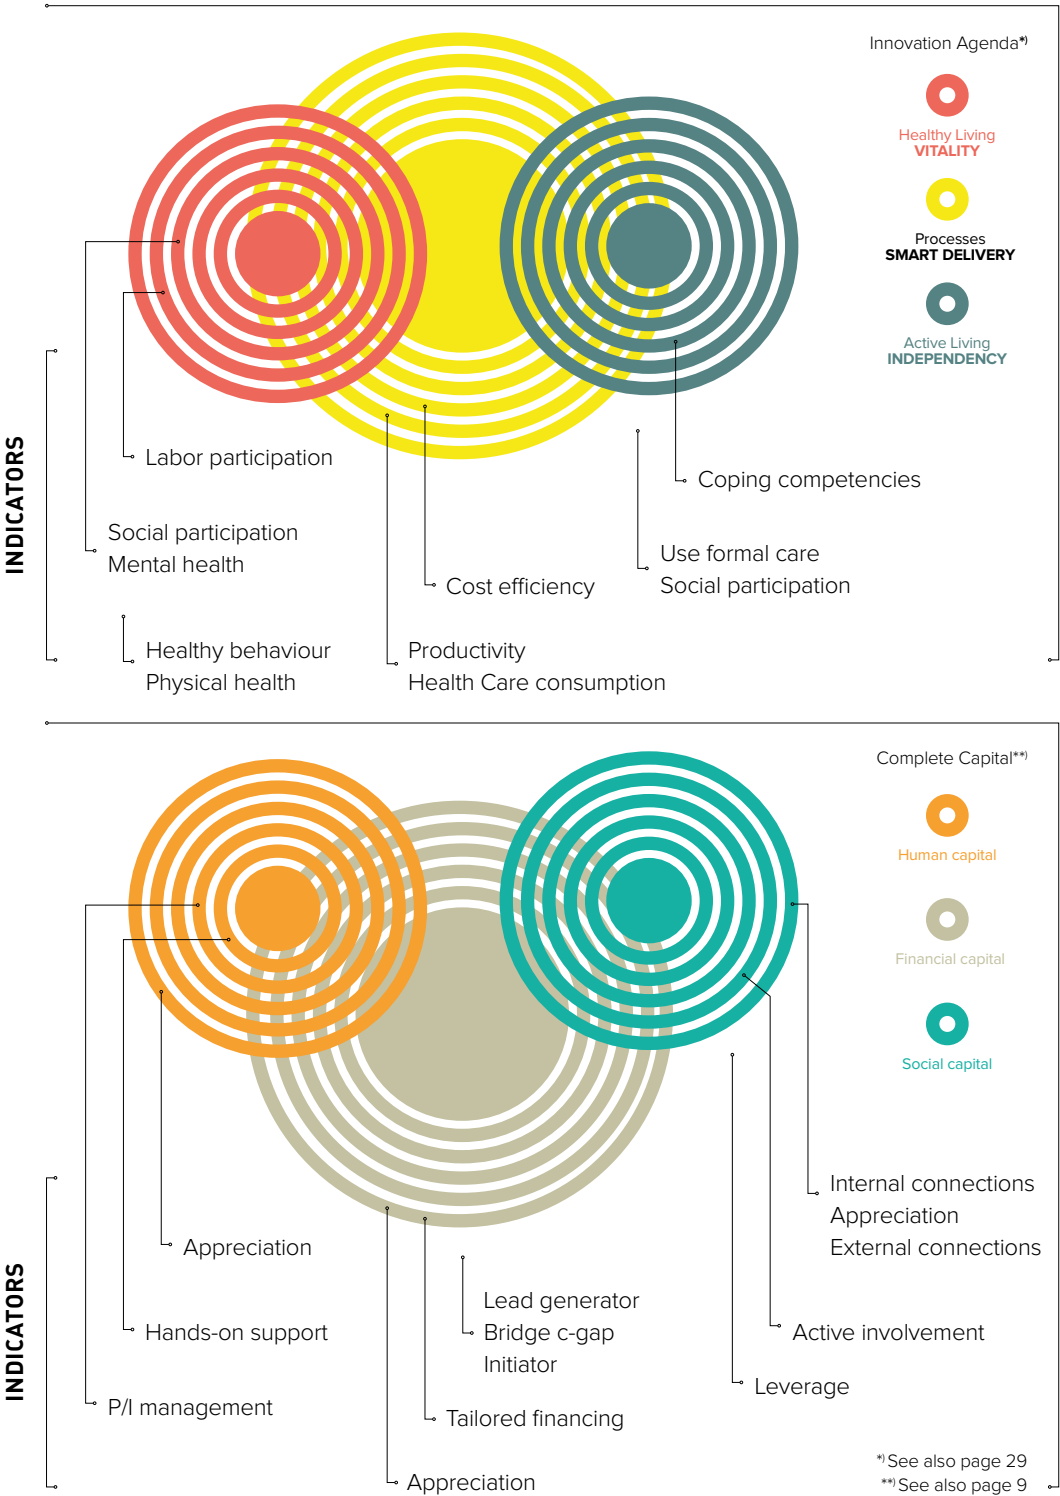 Innovation Agenda*)
Healthy Living
VITALITY
Processes
SMART DELIVERY
Active Living
INDEPENDENCY
INDICATORS
Labor participation
Coping competencies
Social participation
Mental health
Use formal care
Social participation
Cost efficiency
Healthy behaviour
Physical health
Productivity
Health Care consumption
Complete Capital**)
Human capital
Financial capital
Social capital
INDICATORS
Internal connections
Appreciation
External connections
Appreciation
Lead generator
Bridge c-gap
Initiator
Hands-on support
Active involvement
Leverage
P/I management
Tailored financing
Appreciation
*) See also page 29
**) See also page 9